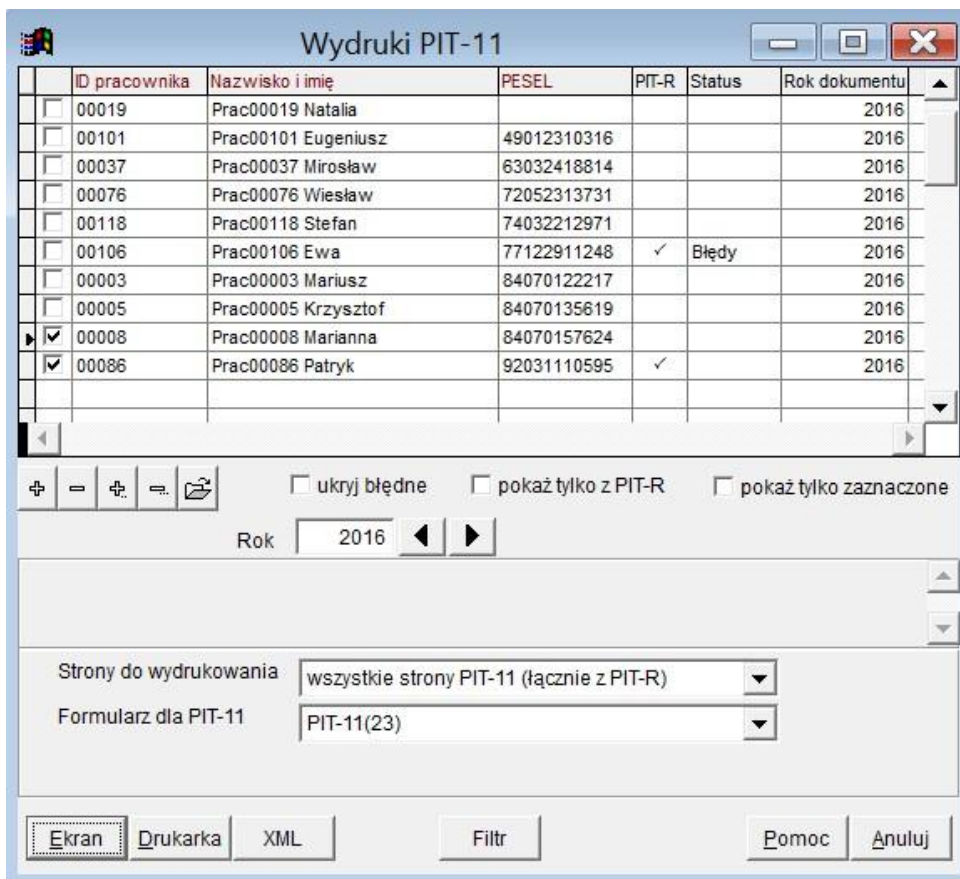 Wydruki PIT-11
ID pracownika Nazwisko i imię PESEL PIT-R Status Rok dokumentu
00019 Prac00019 Natalia 2016
00101 Prac00101 Eugeniusz 49012310316 2016
00037 Prac00037 Mirosław 63032418814 2016
00076 Prac00076 Wiesław 72052313731 2016
00118 Prac00118 Stefan 74032212971 2016
00106 Prac00106 Ewa 77122911248 ✓ Błędy 2016
00003 Prac00003 Mariusz 84070122217 2016
00005 Prac00005 Krzysztof 84070135619 2016
00008 Prac00008 Marianna 84070157624 2016
00086 Prac00086 Patryk 92031110595 ✓ 2016
ukryj błędne pokaż tylko z PIT-R pokaż tylko zaznaczone
Rok 2016
Strony do wydrukowania wszystkie strony PIT-11 (łącznie z PIT-R)
Formularz dla PIT-11 PIT-11(23)
Ekran Drukarka XML Filtr Pomoc Anuluj